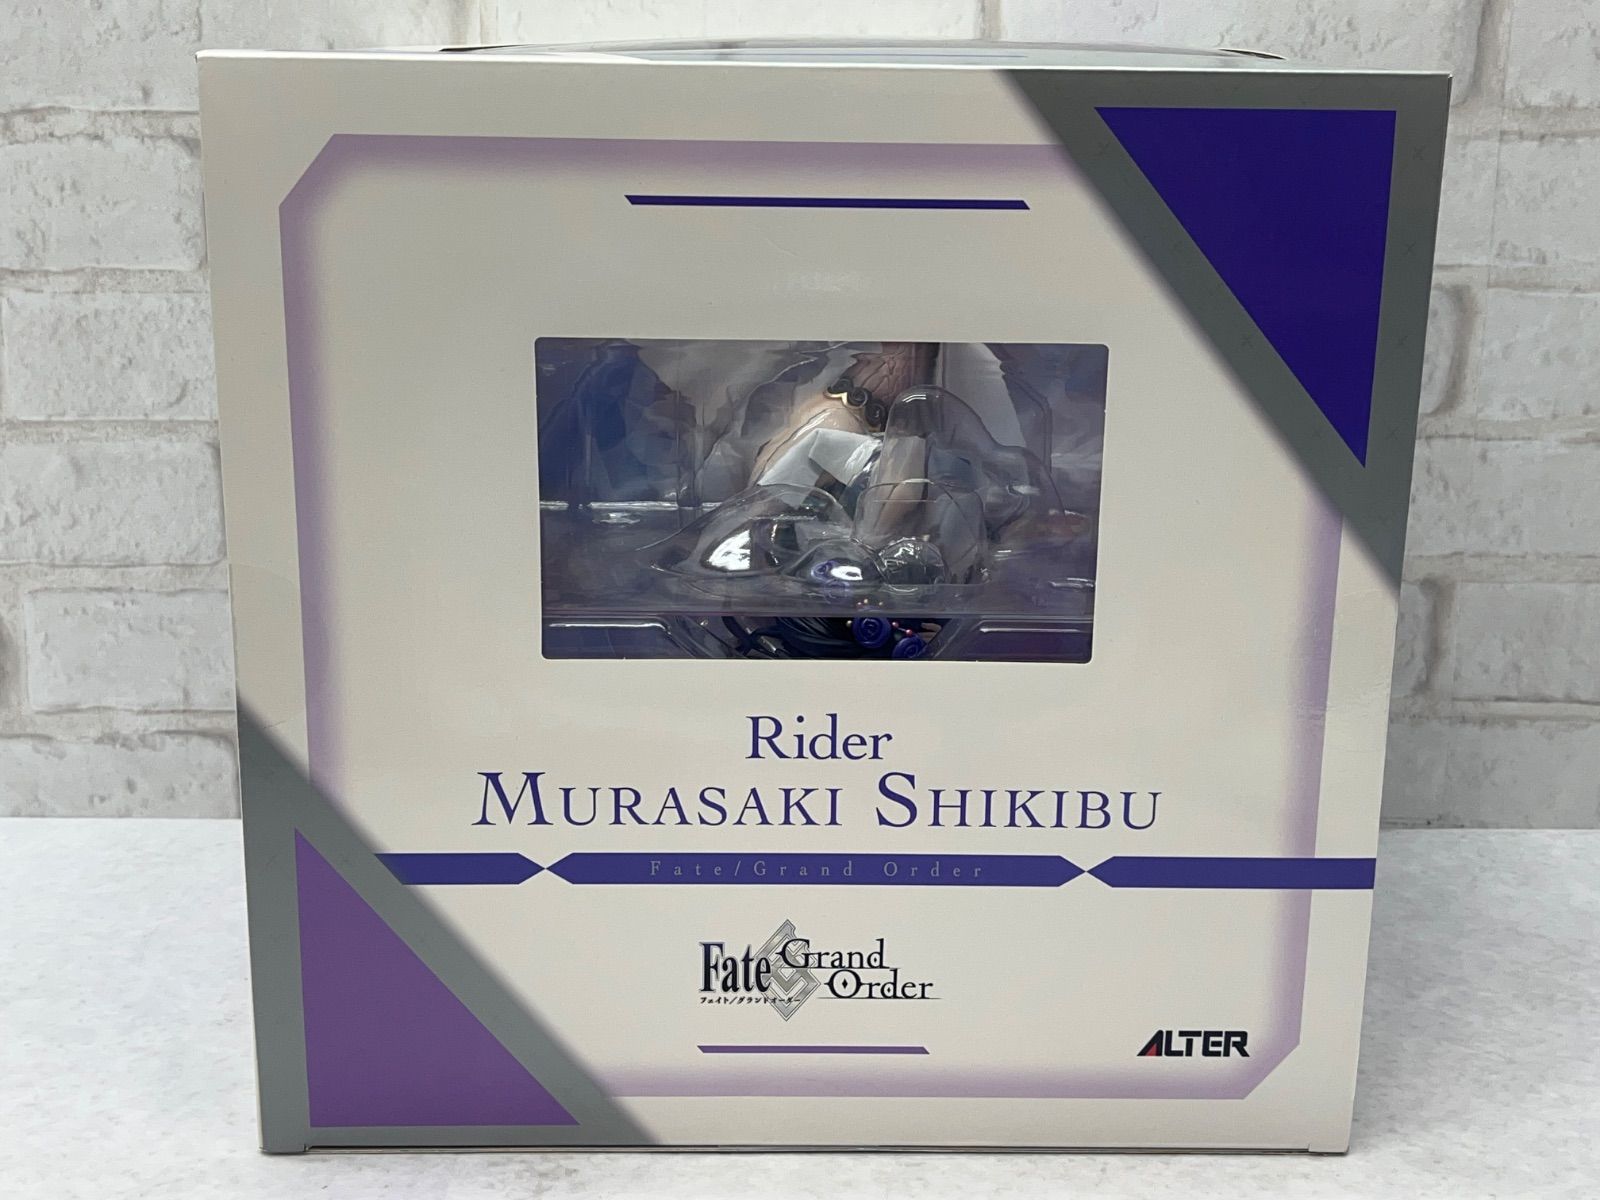 Rider
MURASAKI SHIKIBU
Fate/Grand Order
Fate Grand Order
フェイト/グランドオーダー
ALTER